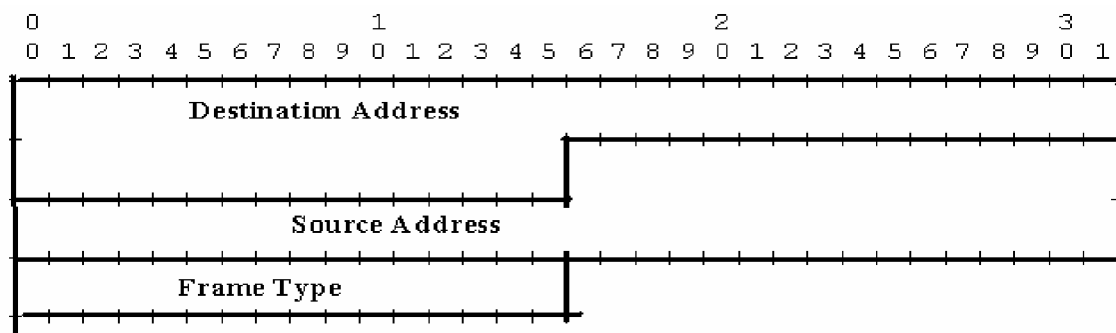 0 1 2 3
0 1 2 3 4 5 6 7 8 9 0 1 2 3 4 5 6 7 8 9 0 1 2 3 4 5 6 7 8 9 0 1
Destination Address
Source Address
Frame Type